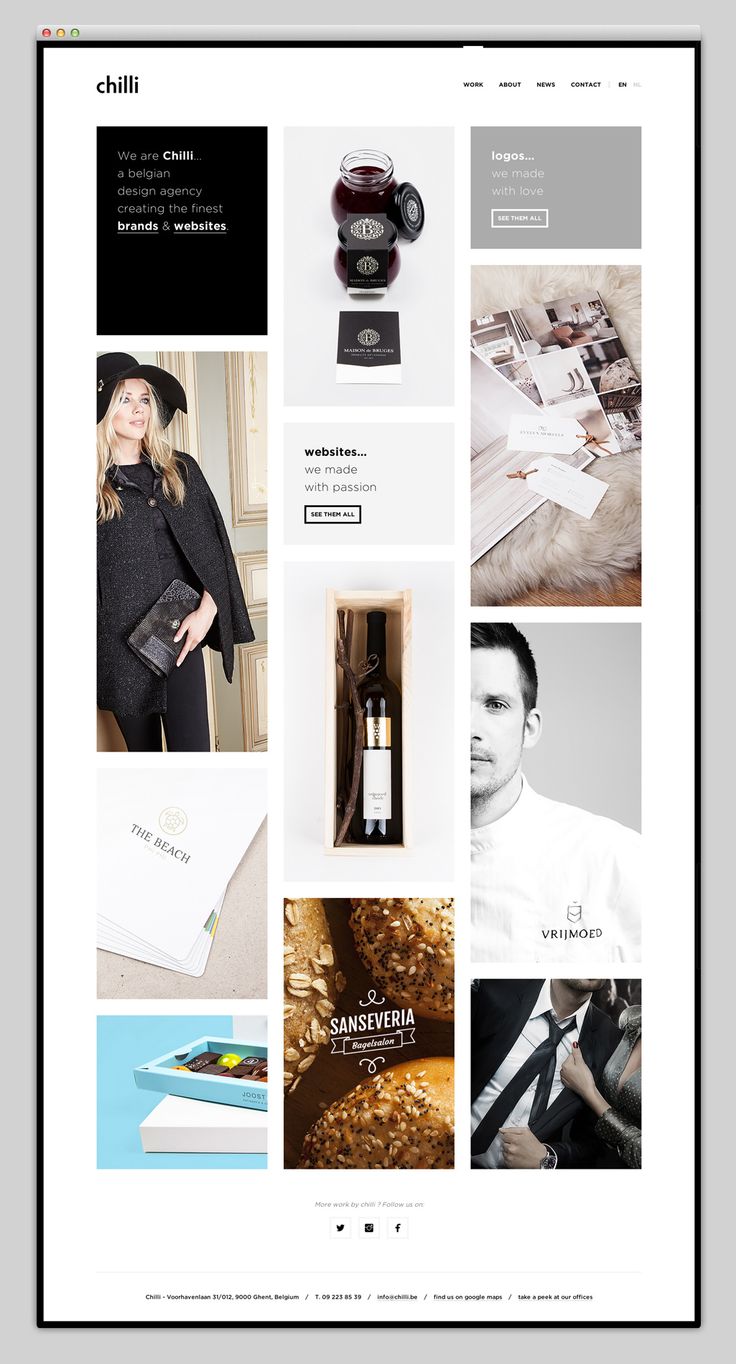 chilli
WORK
ABOUT
NEWS
CONTACT
EN
NL
We are Chilli...
a belgian
design agency
creating the finest
brands & websites.
B
B
MAISON de BRUGES
logos...
we made
with love
SEE THEM ALL
websites...
we made
with passion
SEE THEM ALL
THE BEACH
VRIJMOED
SANSEVERIA
Bagelsalon
JOOST
More work by chilli ? Follow us on:
Chilli - Voorhavenlaan 31/012, 9000 Ghent, Belgium / T. 09 223 85 39 / info@chilli.be / find us on google maps / take a peek at our offices